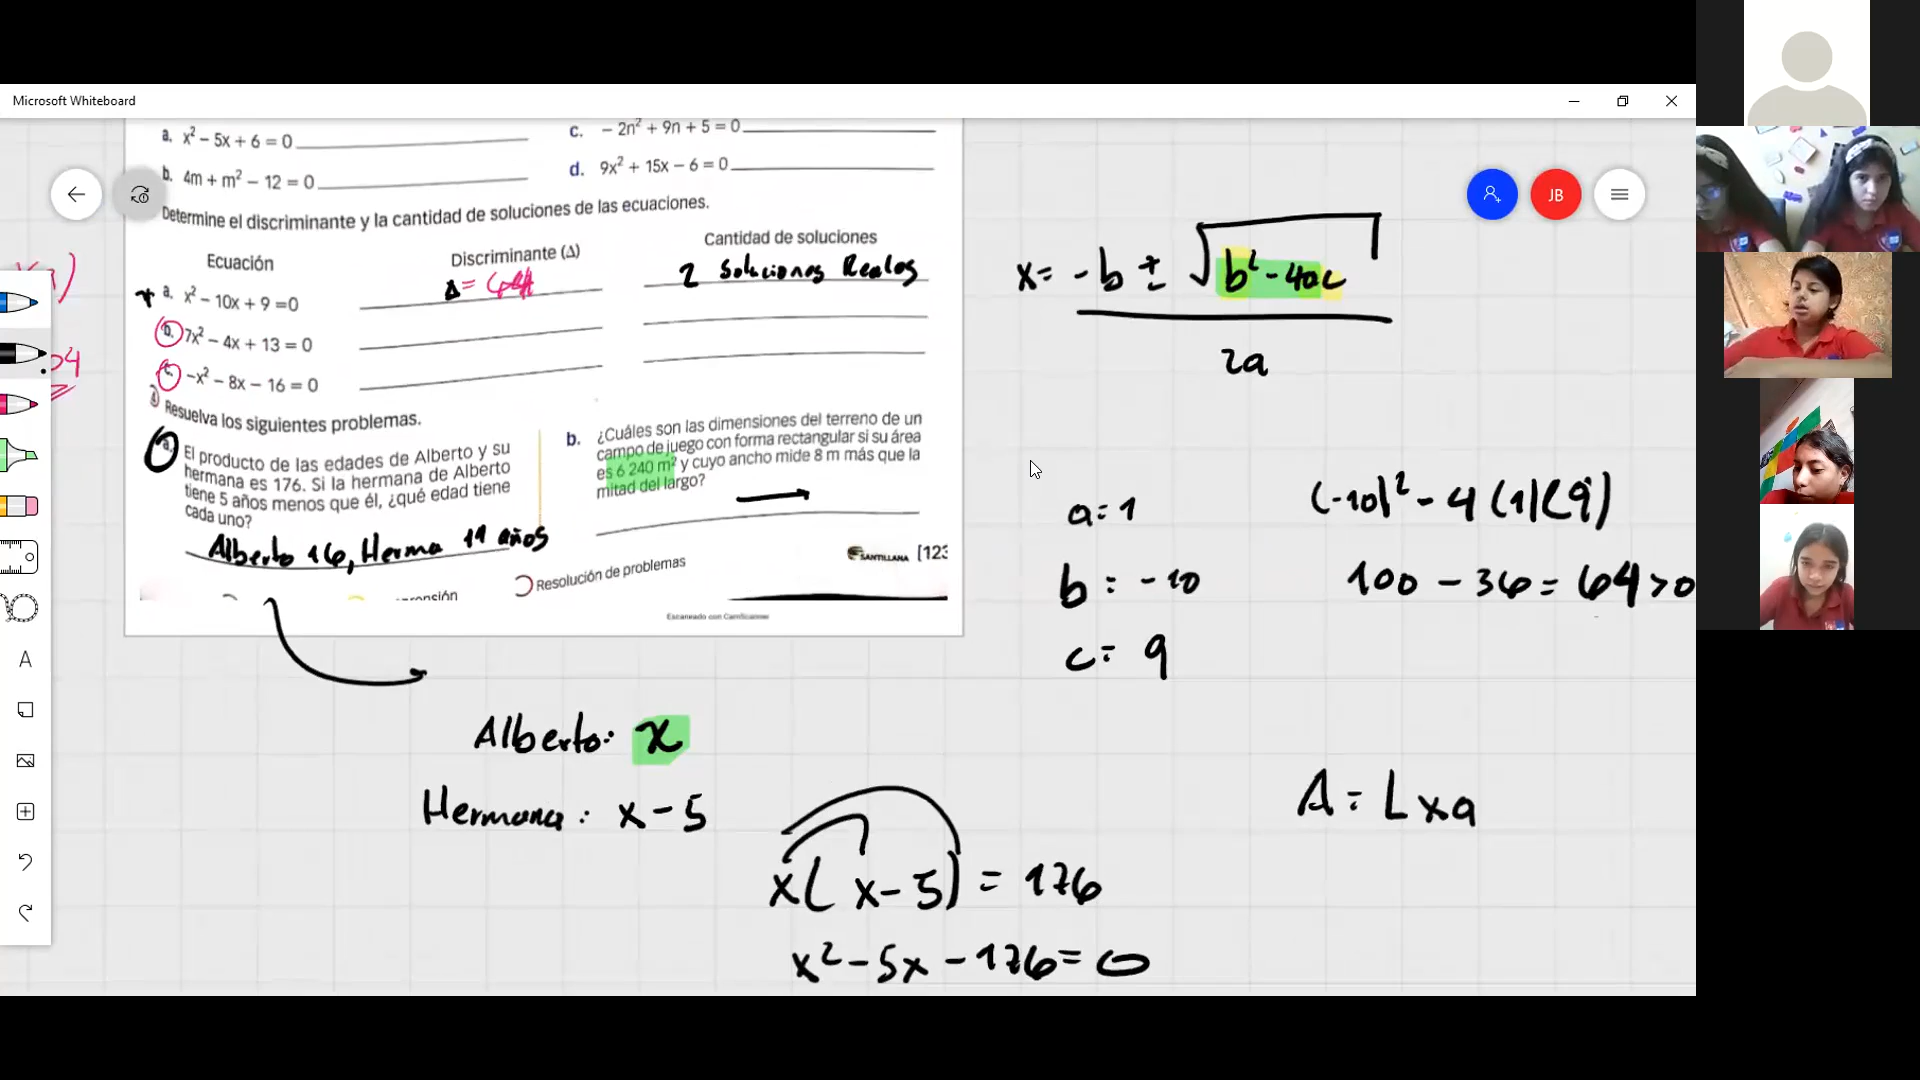 Microsoft Whiteboard
a. x² – 5x + 6 = 0
c. – 2n² + 9n + 5 = 0
b. 4m + m² – 12 = 0
d. 9x² + 15x – 6 = 0
Determine el discriminante y la cantidad de soluciones de las ecuaciones.
Ecuación
Discriminante (Δ)
Cantidad de soluciones
a. x² – 10x + 9 = 0
Δ =
2 Soluciones Reales
b. 7x² – 4x + 13 = 0
c. –x² – 8x – 16 = 0
Resuelva los siguientes problemas.
a. El producto de las edades de Alberto y su
hermana es 176. Si la hermana de Alberto
tiene 5 años menos que él, ¿qué edad tiene
cada uno?
Alberto 16, Herma 11 años
b. ¿Cuáles son las dimensiones del terreno de un
campo de juego con forma rectangular si su área
es 6 240 m² y cuyo ancho mide 8 m más que la
mitad del largo?
SANTILLANA [123
Resolución de problemas
Escaneado con CamScanner
JB
x = -b ± √b² - 4ac
2a
a = 1
b = -10
c = 9
(-10)² - 4 (1)(9)
100 - 36 = 64 > 0
Alberto: x
Hermana: x - 5
x( x - 5) = 176
x² - 5x - 176 = 0
A = L x a
A